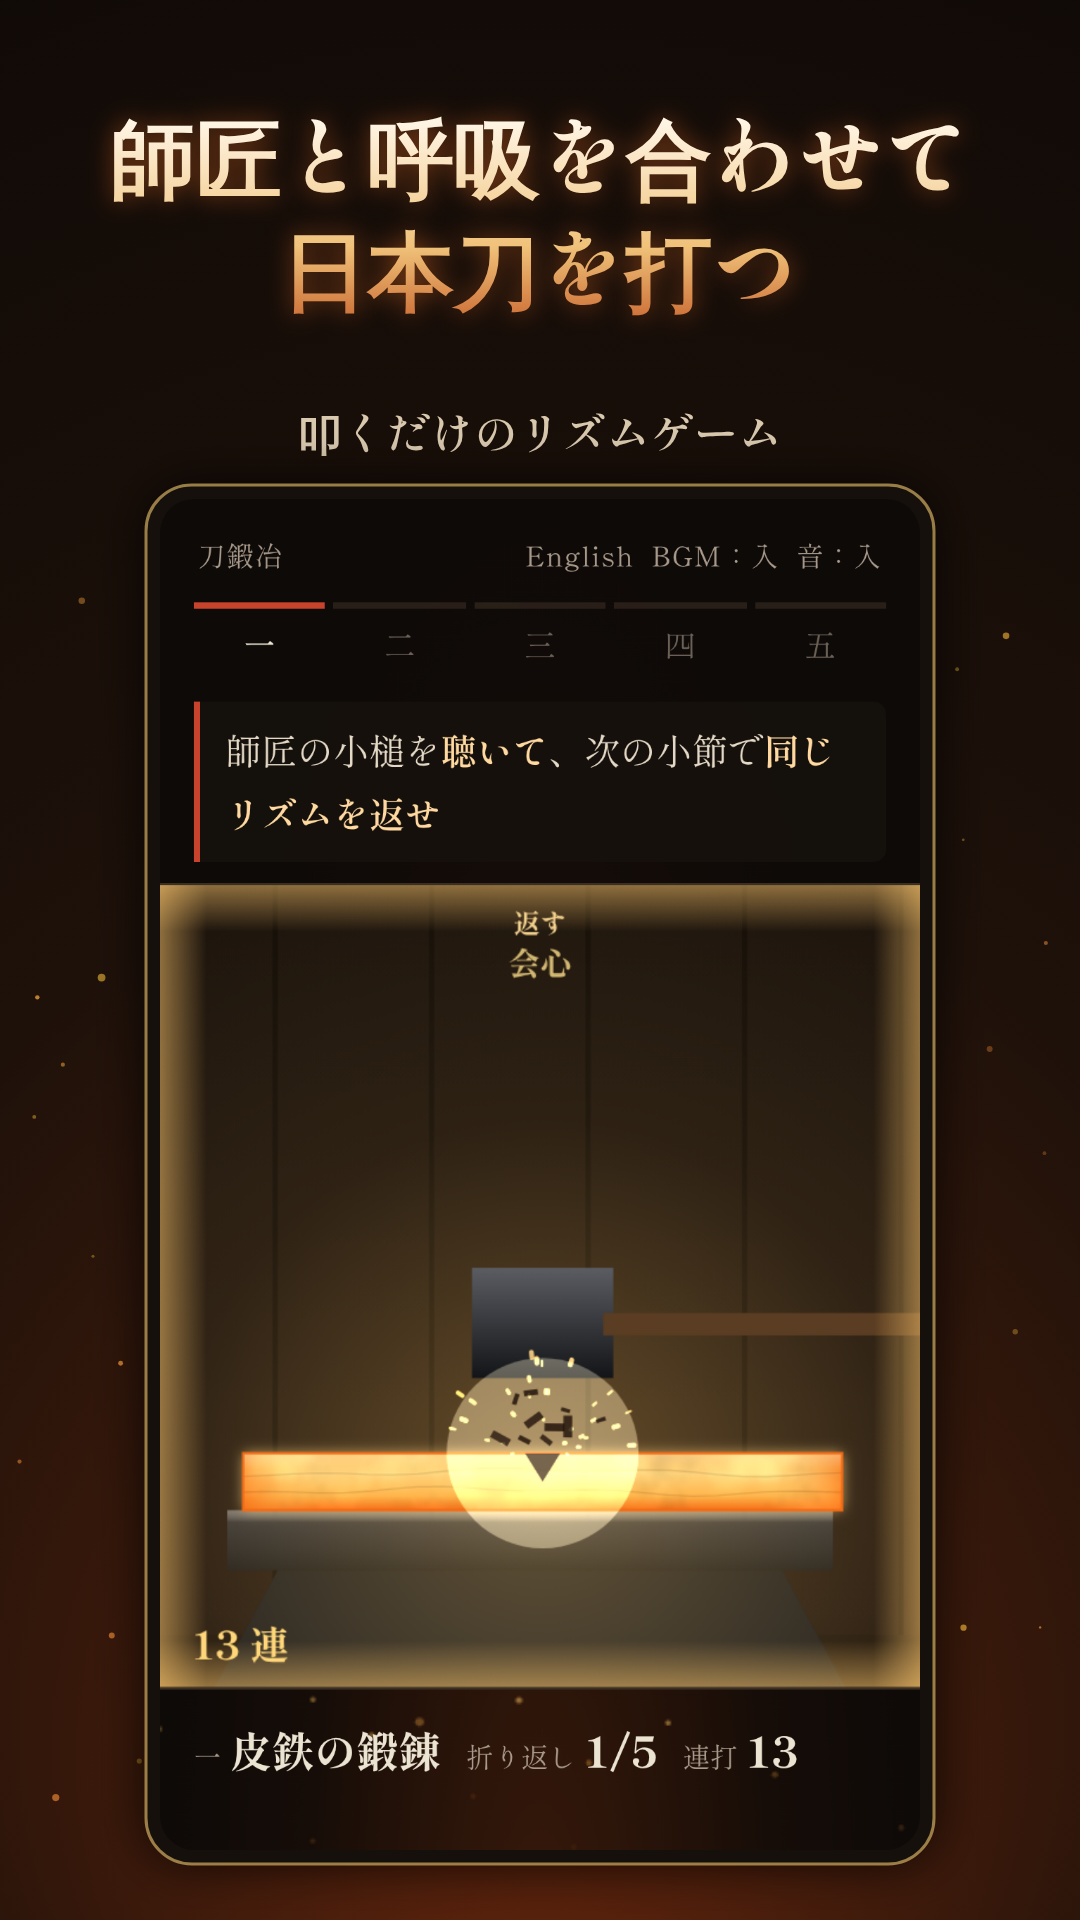 師匠と呼吸を合わせて
日本刀を打つ
叩くだけのリズムゲーム
刀鍛冶 English BGM：入 音：入
一 二 三 四 五
師匠の小槌を聴いて、次の小節で同じ
リズムを返せ
返す
会心
13 連
一 皮鉄の鍛錬 折り返し 1/5 連打 13